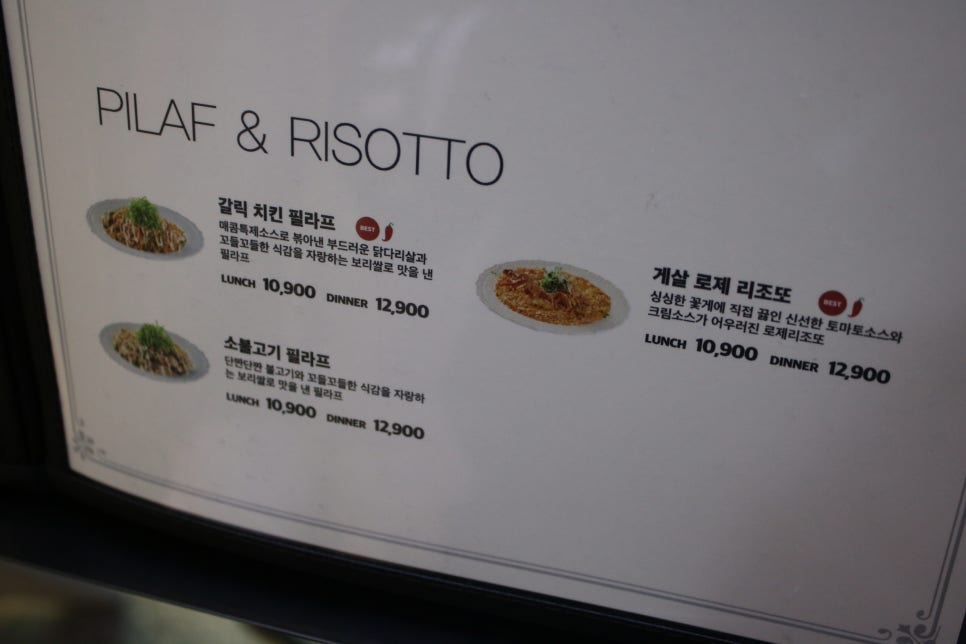 PILAF & RISOTTO
갈릭 치킨 필라프 BEST
매콤특제소스로 볶아낸 부드러운 닭다리살과
꼬들꼬들한 식감을 자랑하는 보리쌀로 맛을 낸
필라프
LUNCH 10,900 DINNER 12,900
소불고기 필라프
단짠단짠 불고기와 꼬들꼬들한 식감을 자랑하
는 보리쌀로 맛을 낸 필라프
LUNCH 10,900 DINNER 12,900
게살 로제 리조또 BEST
싱싱한 꽃게에 직접 끓인 신선한 토마토소스와
크림소스가 어우러진 로제리조또
LUNCH 10,900 DINNER 12,900